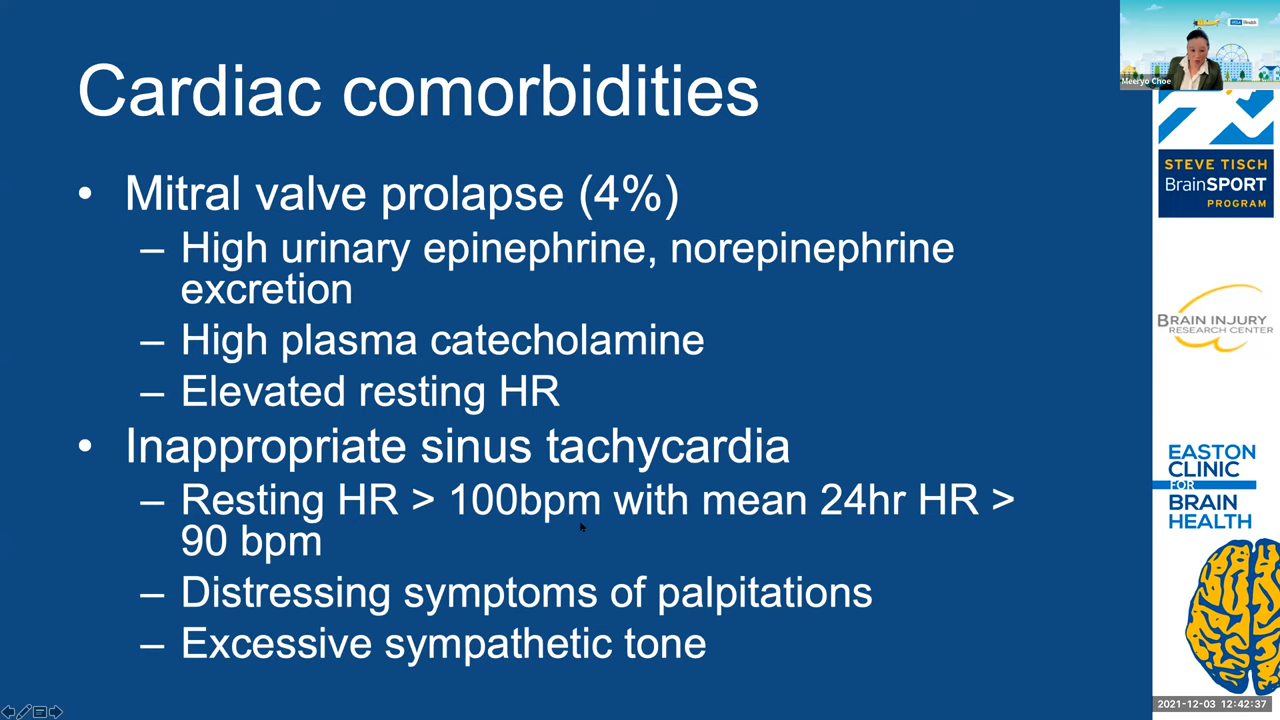 Cardiac comorbidities
• Mitral valve prolapse (4%)
– High urinary epinephrine, norepinephrine
excretion
– High plasma catecholamine
– Elevated resting HR
• Inappropriate sinus tachycardia
– Resting HR > 100bpm with mean 24hr HR >
90 bpm
– Distressing symptoms of palpitations
– Excessive sympathetic tone
Meeryo Choe
STEVE TISCH
BrainSPORT
PROGRAM
BRAIN INJURY
RESEARCH CENTER
EASTON
CLINIC
FOR
BRAIN
HEALTH
2021-12-03 12:42:37